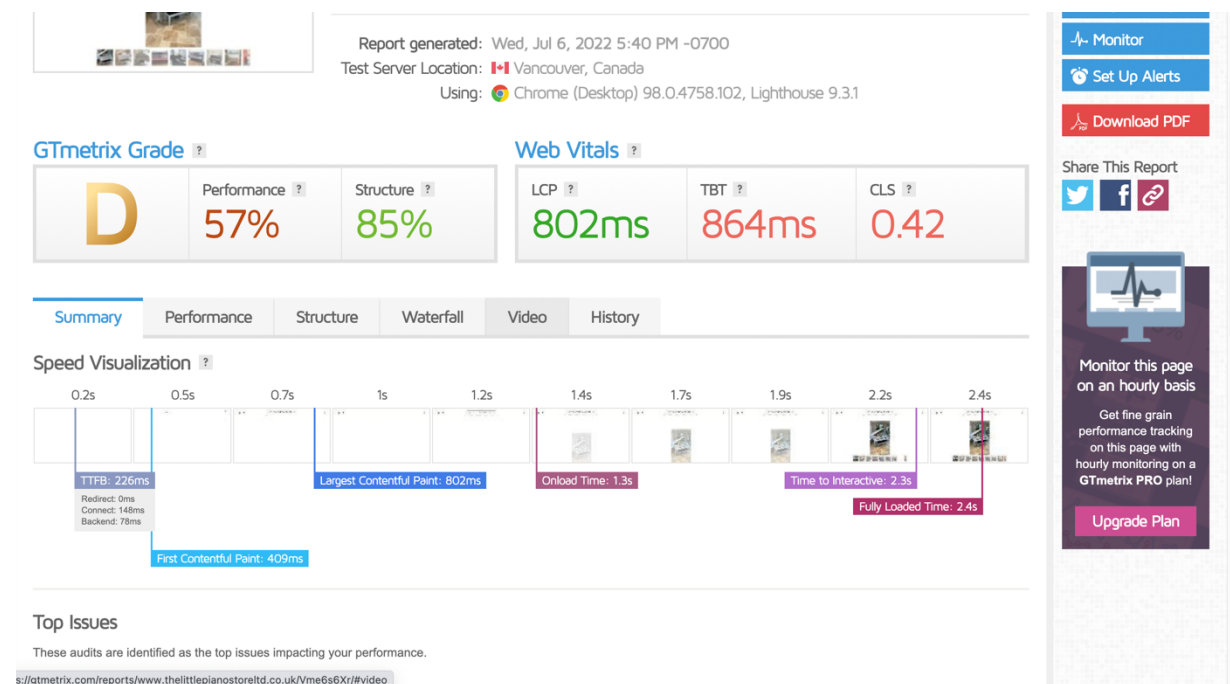 Report generated: Wed, Jul 6, 2022 5:40 PM -0700
Test Server Location: Vancouver, Canada
Using: Chrome (Desktop) 98.0.4758.102, Lighthouse 9.3.1
Monitor
Set Up Alerts
Download PDF
Share This Report
GTmetrix Grade ?
Web Vitals ?
D
Performance ?
57%
Structure ?
85%
LCP ?
802ms
TBT ?
864ms
CLS ?
0.42
Summary Performance Structure Waterfall Video History
Speed Visualization ?
0.2s 0.5s 0.7s 1s 1.2s 1.4s 1.7s 1.9s 2.2s 2.4s
TTFB: 226ms
Redirect: 0ms
Connect: 148ms
Backend: 78ms
First Contentful Paint: 409ms
Largest Contentful Paint: 802ms
Onload Time: 1.3s
Time to Interactive: 2.3s
Fully Loaded Time: 2.4s
Monitor this page
on an hourly basis
Get fine grain
performance tracking
on this page with
hourly monitoring on a
GTmetrix PRO plan!
Upgrade Plan
Top Issues
These audits are identified as the top issues impacting your performance.
s://gtmetrix.com/reports/www.thelittlepianostoreltd.co.uk/Vme6s6Xr/#video